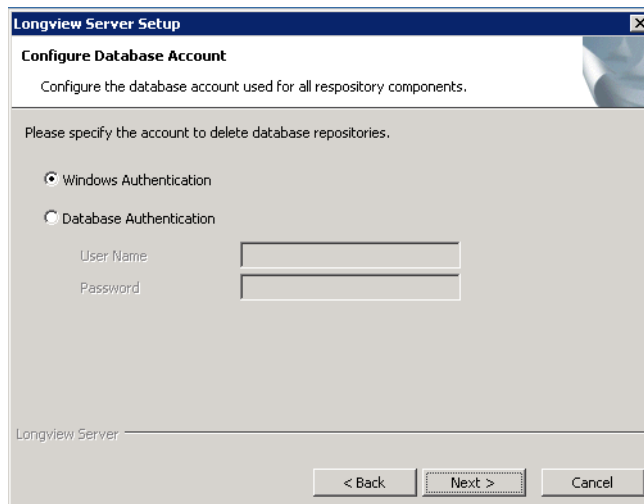 Longview Server Setup
Configure Database Account
Configure the database account used for all respository components.
Please specify the account to delete database repositories.
Windows Authentication
Database Authentication
User Name
Password
Longview Server
< Back
Next >
Cancel